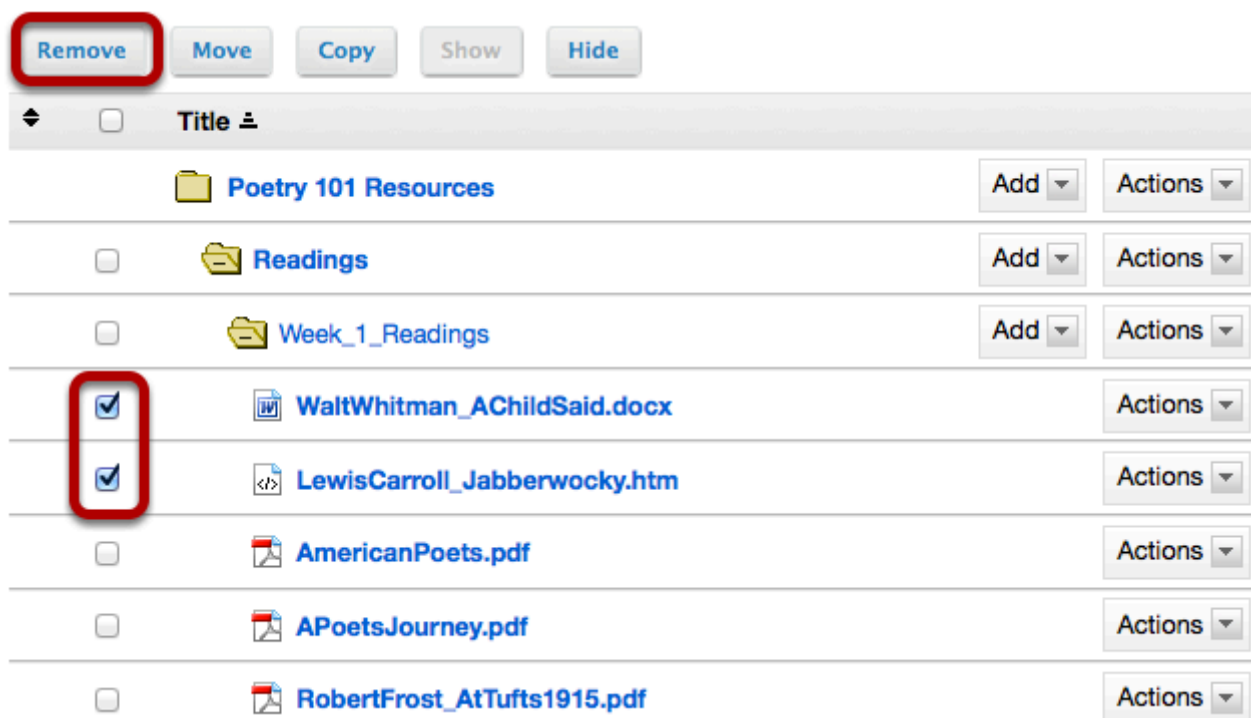 Remove Move Copy Show Hide
Title
Poetry 101 Resources Add Actions
Readings Add Actions
Week_1_Readings Add Actions
WaltWhitman_AChildSaid.docx Actions
LewisCarroll_Jabberwocky.htm Actions
AmericanPoets.pdf Actions
APoetsJourney.pdf Actions
RobertFrost_AtTufts1915.pdf Actions